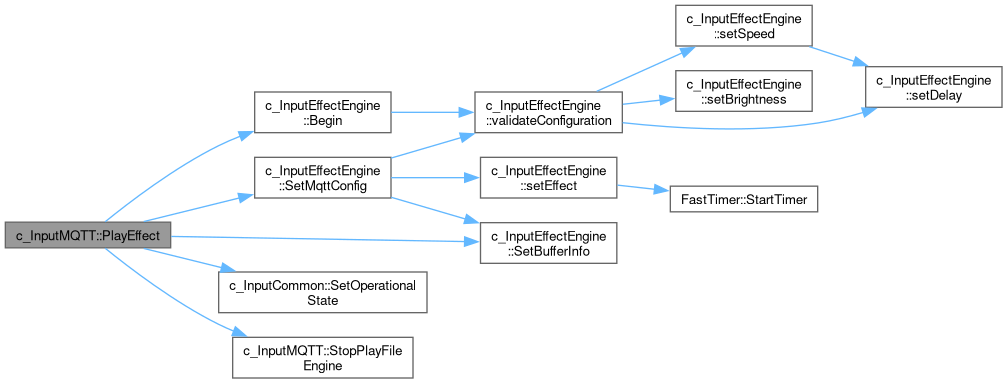 c_InputEffectEngine
::setSpeed
c_InputEffectEngine
::setDelay
c_InputEffectEngine
::setBrightness
c_InputEffectEngine
::Begin
c_InputEffectEngine
::validateConfiguration
c_InputEffectEngine
::SetMqttConfig
c_InputEffectEngine
::setEffect
FastTimer::StartTimer
c_InputMQTT::PlayEffect
c_InputEffectEngine
::SetBufferInfo
c_InputCommon::SetOperational
State
c_InputMQTT::StopPlayFile
Engine